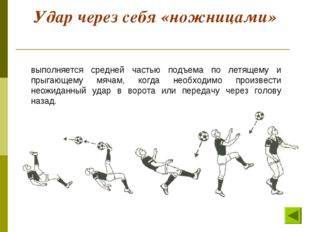 Удар через себя «ножницами»
выполняется средней частью подъема по летящему и
прыгающему мячам, когда необходимо произвести
неожиданный удар в ворота или передачу через голову
назад.